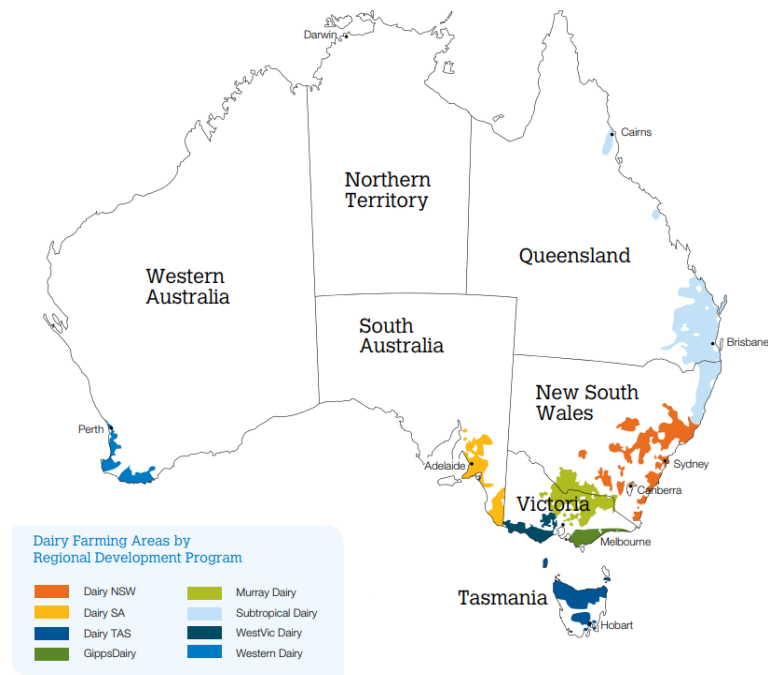 Darwin
Cairns
Northern
Territory
Queensland
Western
Australia
South
Australia
Brisbane
New South
Wales
Perth
Adelaide
Sydney
Canberra
Victoria
Melbourne
Dairy Farming Areas by
Regional Development Program
Dairy NSW
Dairy SA
Dairy TAS
GippsDairy
Murray Dairy
Subtropical Dairy
WestVic Dairy
Western Dairy
Tasmania
Hobart